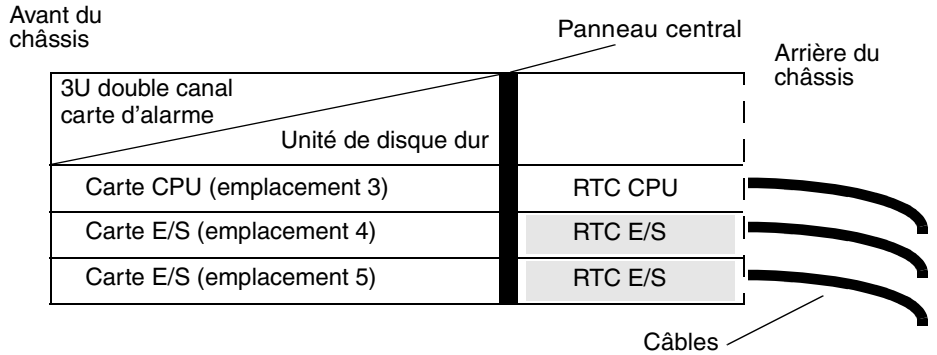 Avant du
châssis
Panneau central
Arrière du
châssis
3U double canal
carte d'alarme
Unité de disque dur
Carte CPU (emplacement 3)
RTC CPU
Carte E/S (emplacement 4)
RTC E/S
Carte E/S (emplacement 5)
RTC E/S
Câbles